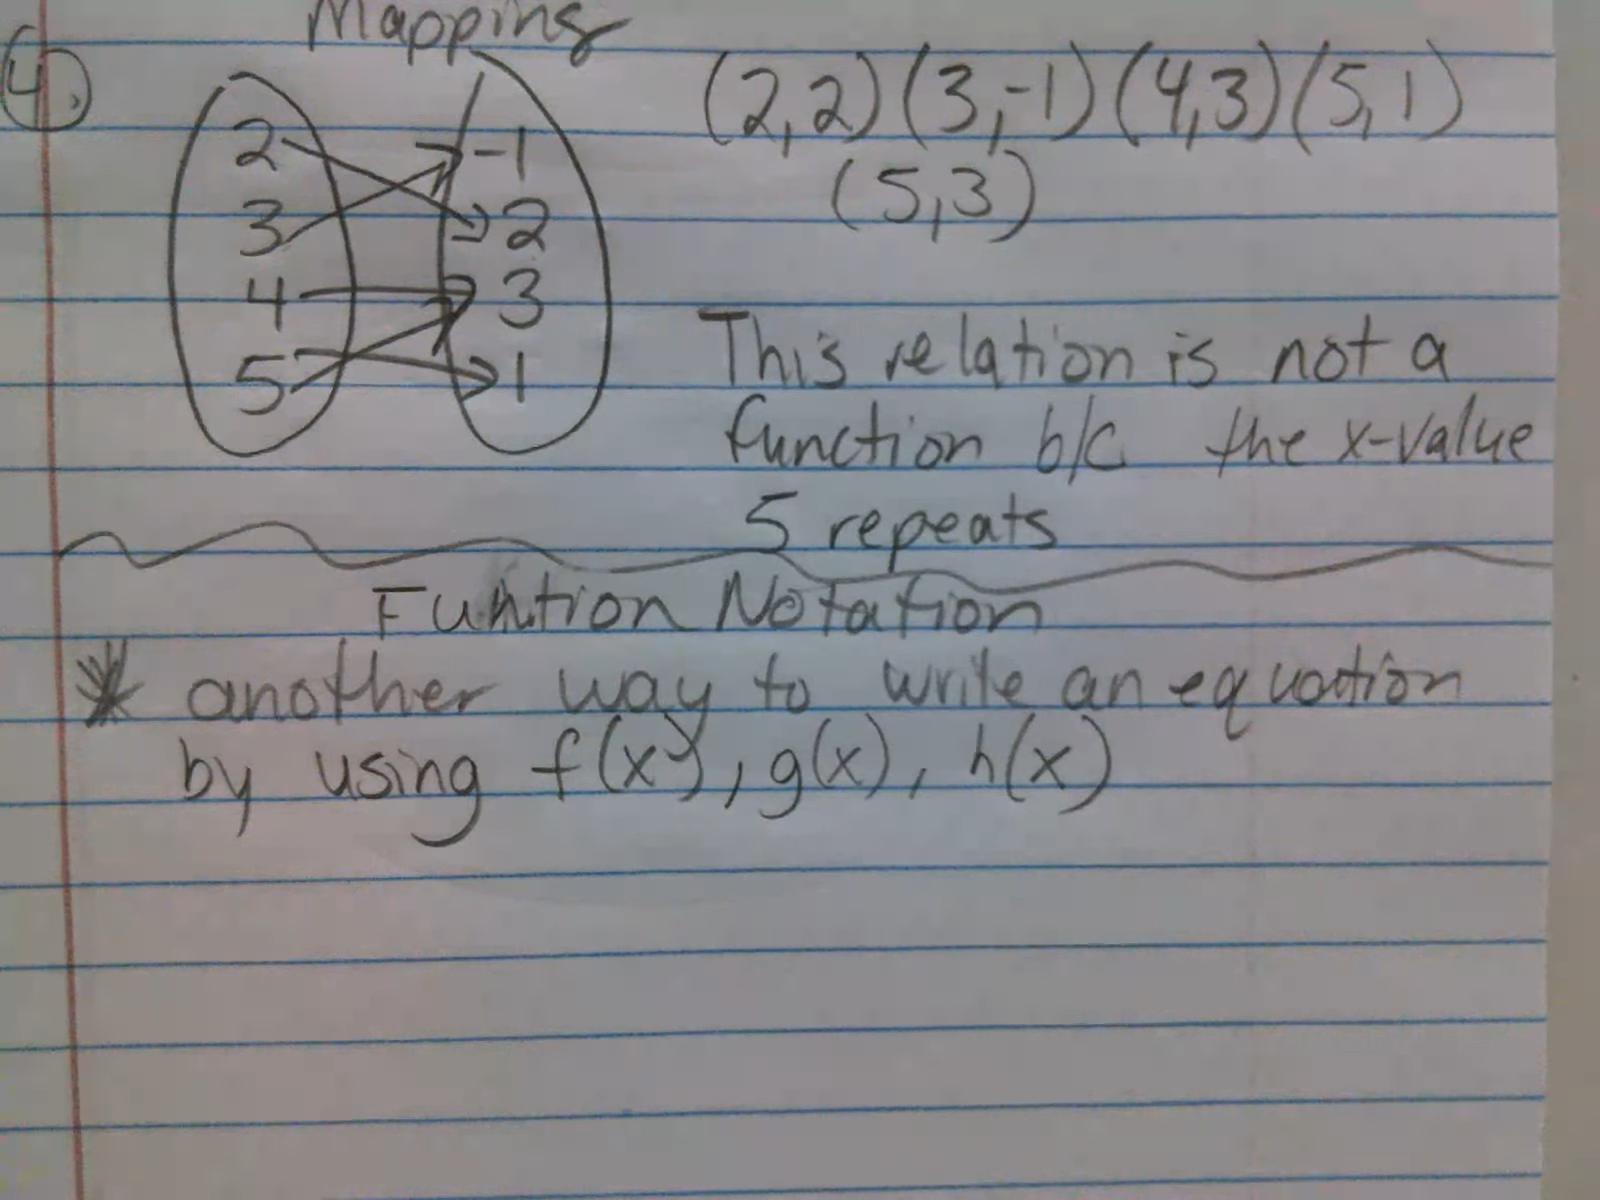 Mapping
4.
2
3
4
5
-1
2
3
1
(2,2) (3,-1) (4,3) (5,1)
(5,3)
This relation is not a
function b/c the x-value
5 repeats
Funtion Notation
* another way to write an equation
by using f(x), g(x), h(x)